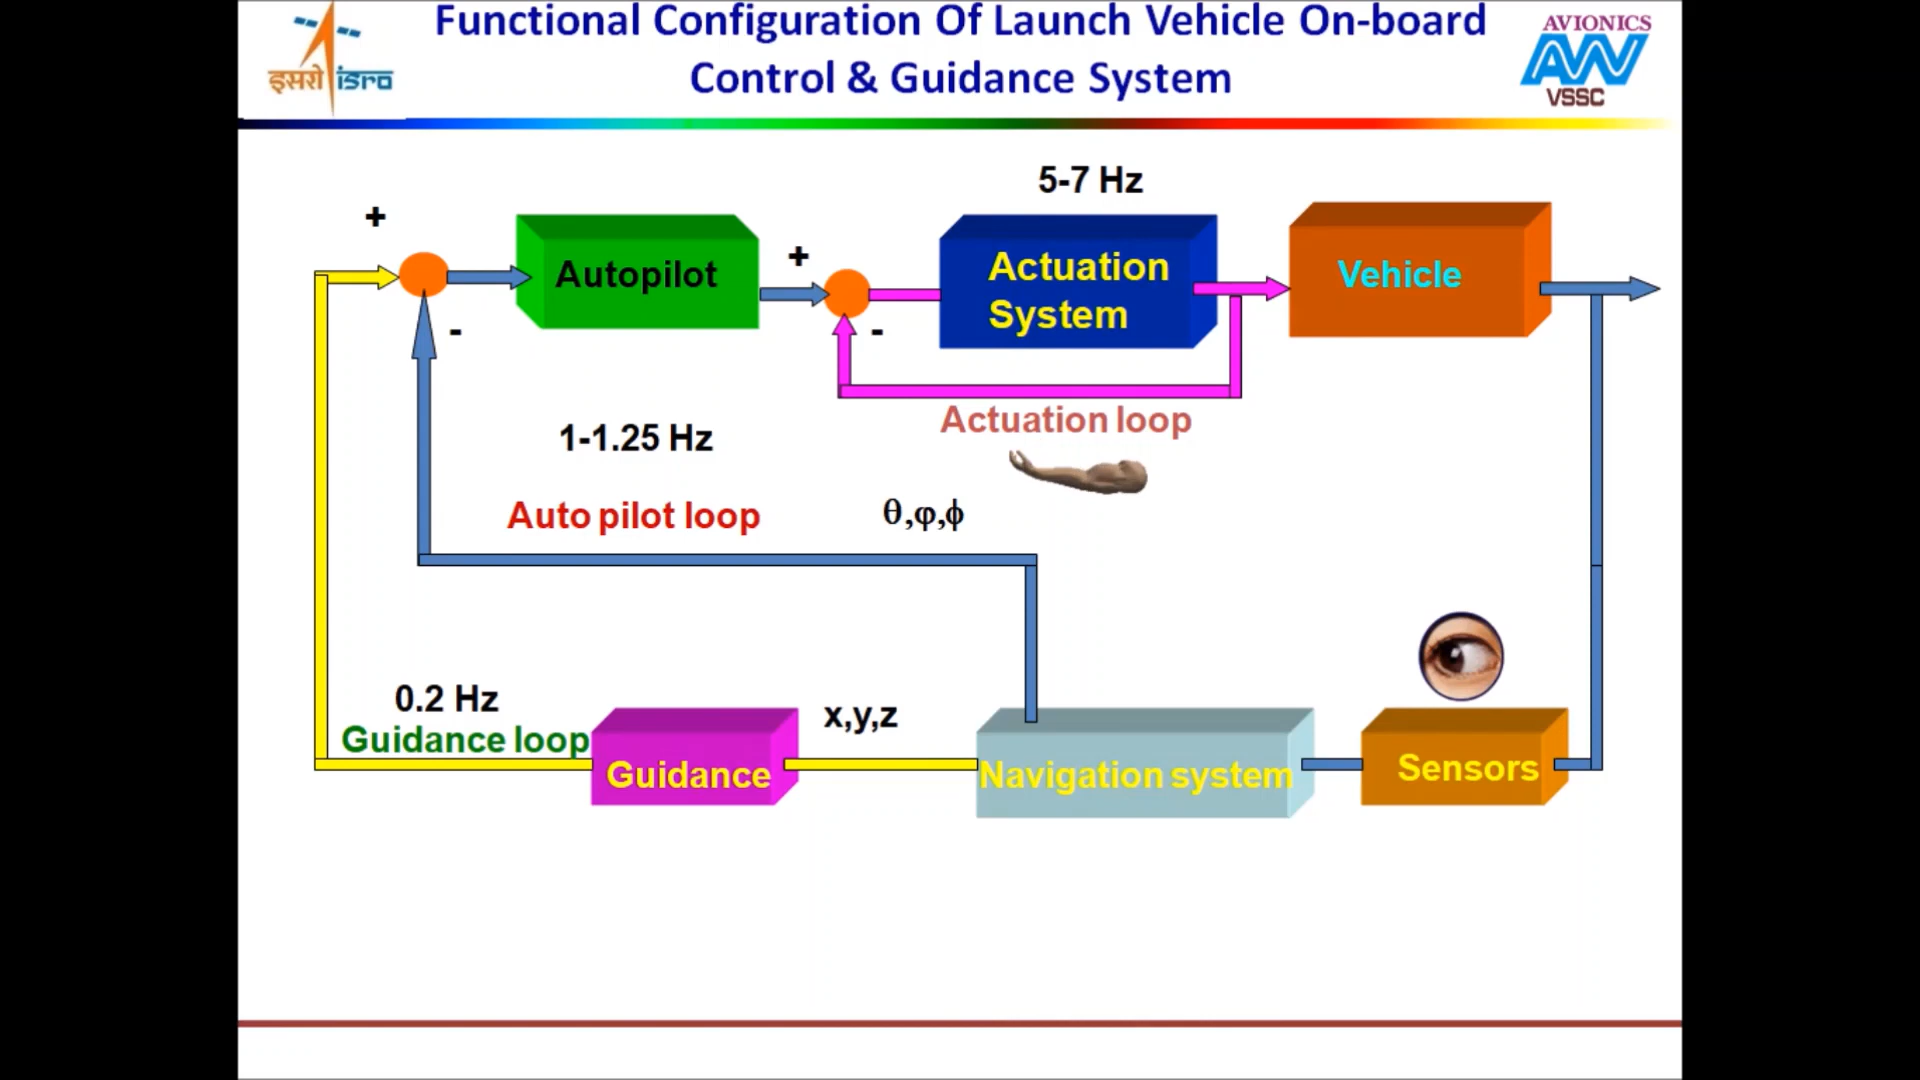 Functional Configuration Of Launch Vehicle On-board
Control & Guidance System
इसरो isro
AVIONICS
VSSC
5-7 Hz
+
Autopilot
+
Actuation
System
Vehicle
-
-
Actuation loop
1-1.25 Hz
Auto pilot loop
θ,φ,ϕ
0.2 Hz
Guidance loop
x,y,z
Guidance
Navigation system
Sensors